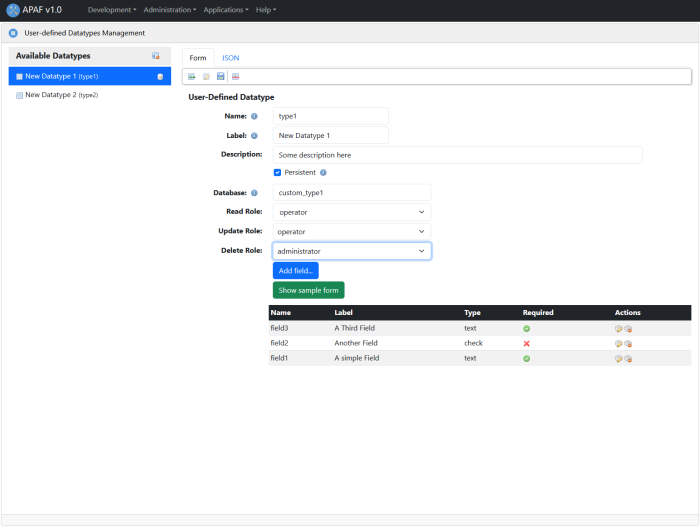 APAF v1.0 Development Administration Applications Help
User-defined Datatypes Management
Available Datatypes
New Datatype 1 (type1)
New Datatype 2 (type2)
Form JSON
User-Defined Datatype
Name: type1
Label: New Datatype 1
Description: Some description here
Persistent
Database: custom_type1
Read Role: operator
Update Role: operator
Delete Role: administrator
Add field...
Show sample form
Name Label Type Required Actions
field3 A Third Field text
field2 Another Field check
field1 A simple Field text